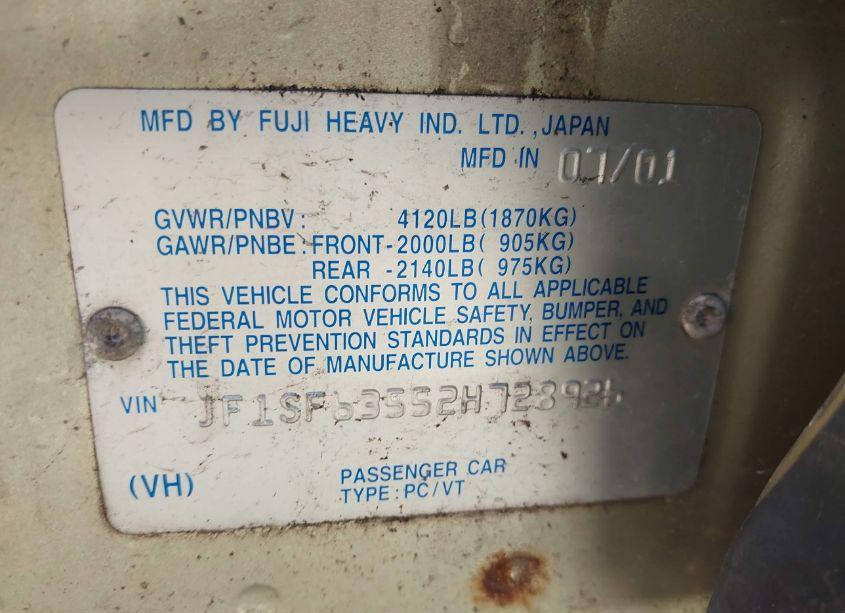 MFD BY FUJI HEAVY IND. LTD., JAPAN
MFD IN 07/01
GVWR/PNBV: 4120LB(1870KG)
GAWR/PNBE: FRONT-2000LB( 905KG)
REAR -2140LB( 975KG)
THIS VEHICLE CONFORMS TO ALL APPLICABLE
FEDERAL MOTOR VEHICLE SAFETY, BUMPER, AND
THEFT PREVENTION STANDARDS IN EFFECT ON
THE DATE OF MANUFACTURE SHOWN ABOVE.
VIN JF1SF63552H728926
(VH)
PASSENGER CAR
TYPE: PC/VT